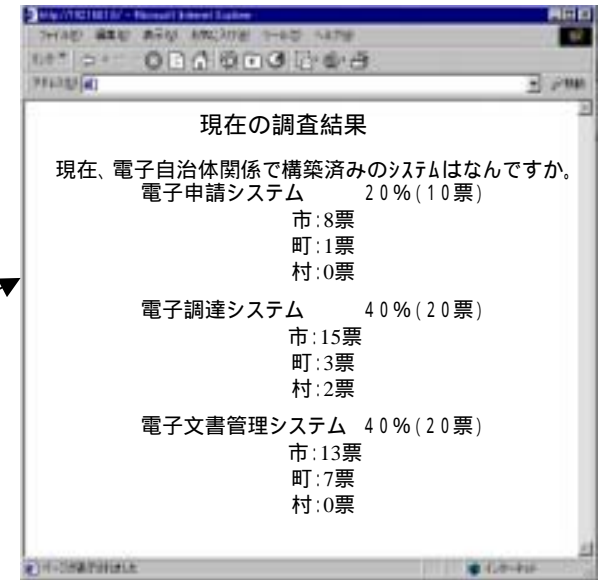 現在の調査結果
現在、電子自治体関係で構築済みのｼｽﾃﾑはなんですか。
電子申請システム　20%(10票)
市:8票
町:1票
村:0票
電子調達システム　40%(20票)
市:15票
町:3票
村:2票
電子文書管理システム　40%(20票)
市:13票
町:7票
村:0票